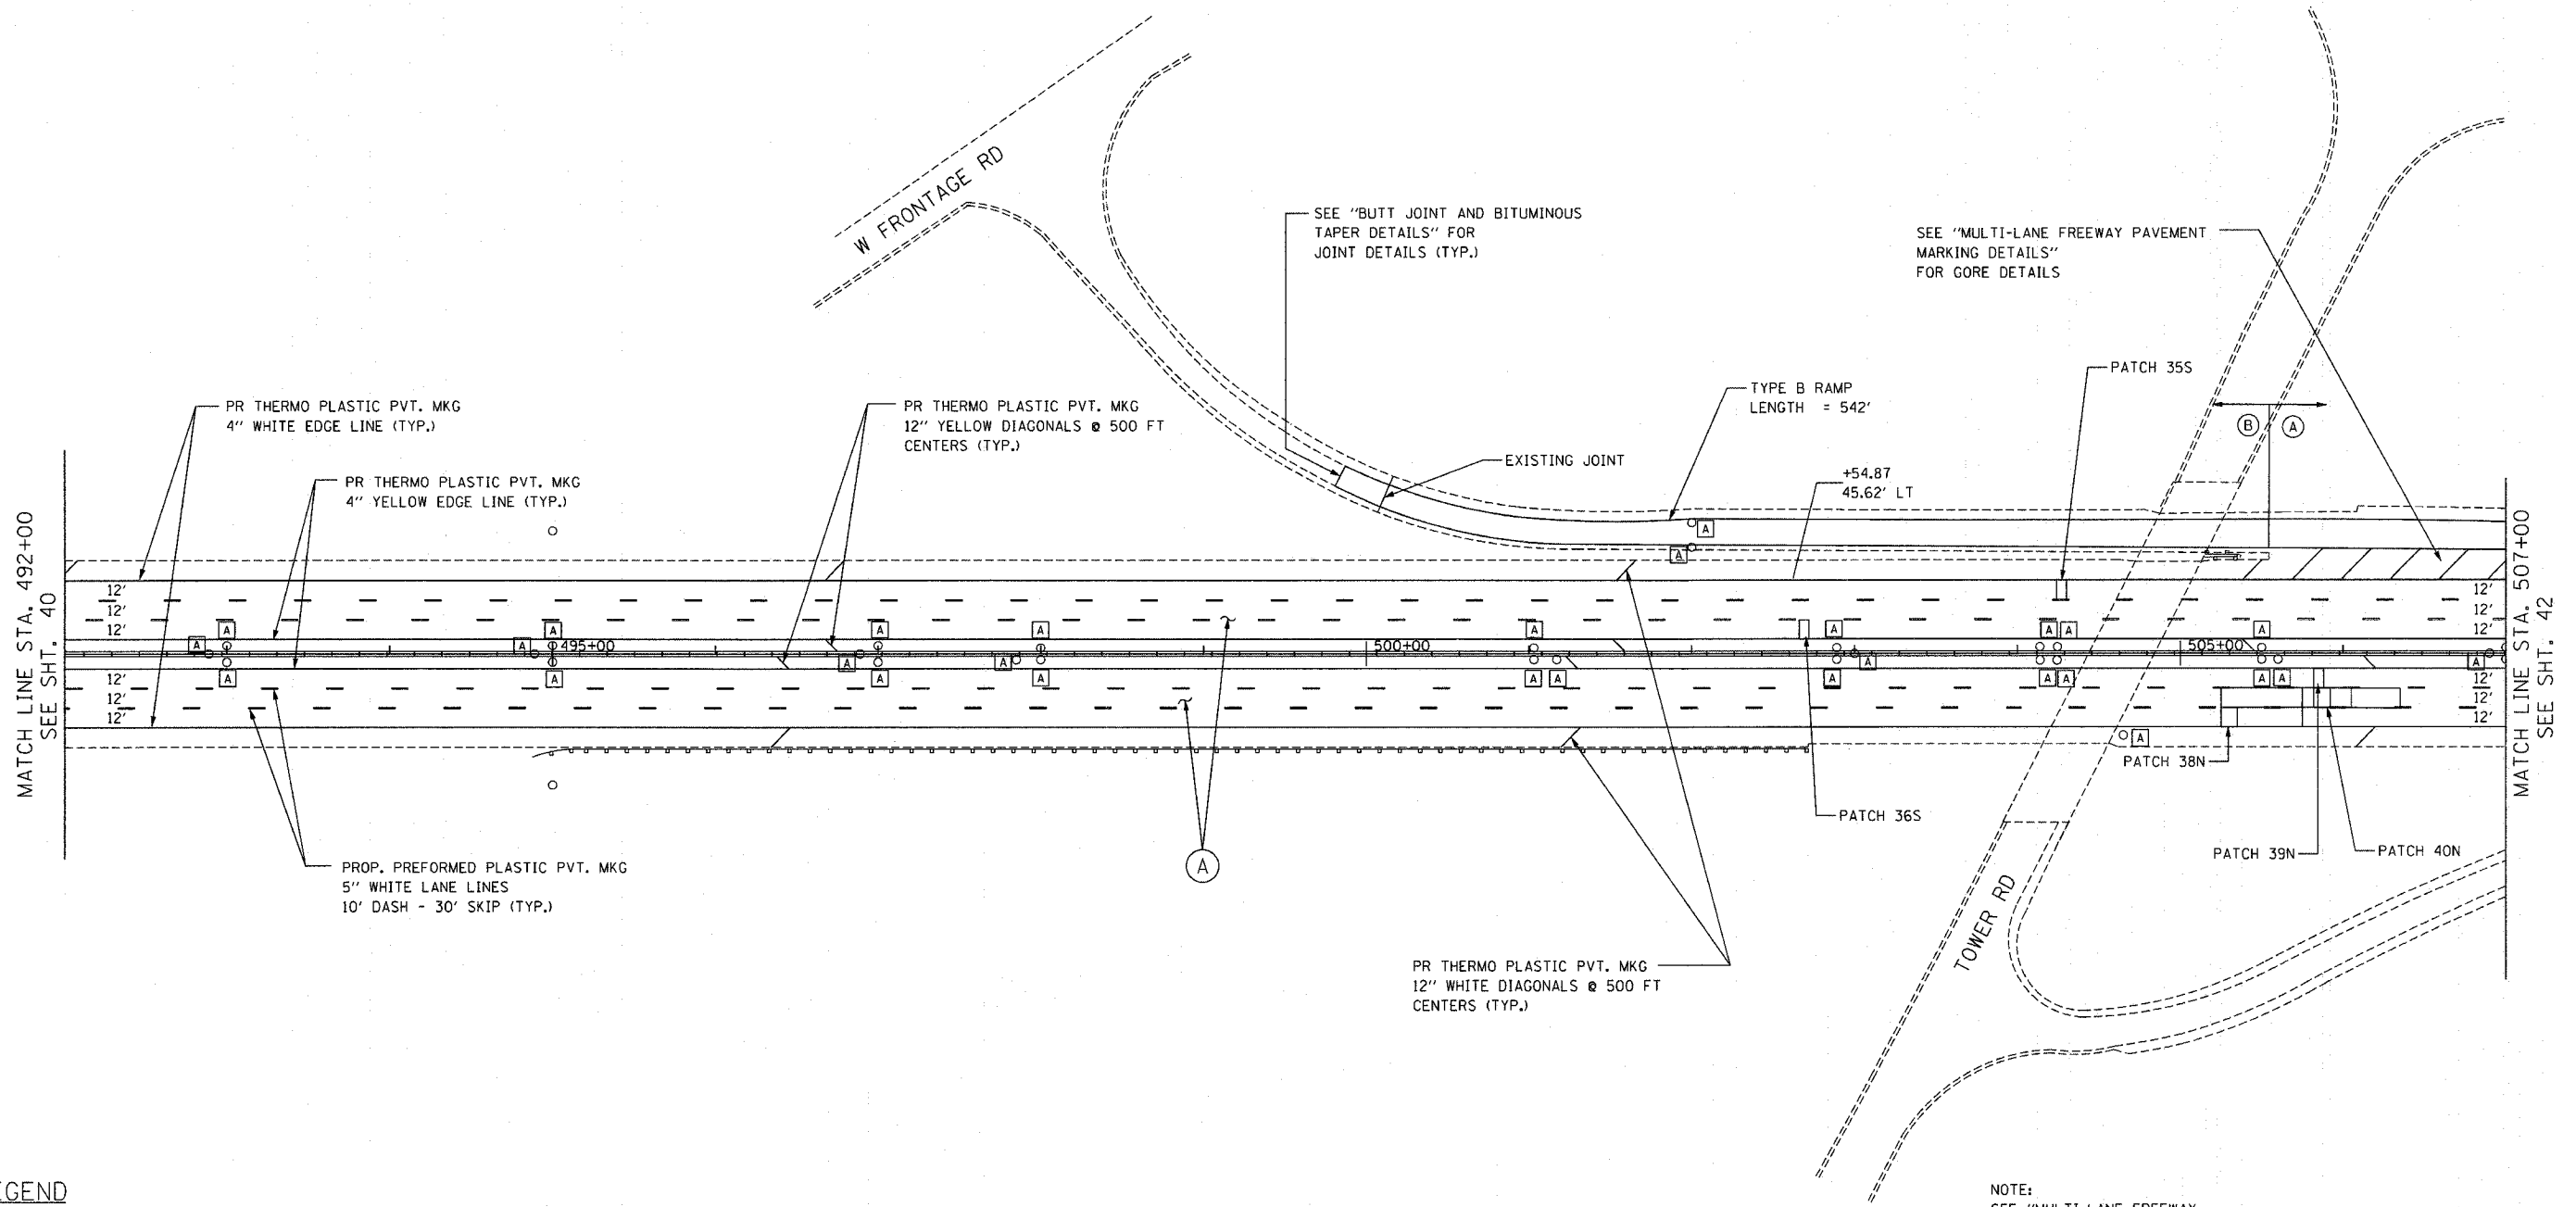 W FRONTAGE RD
SEE "BUTT JOINT AND BITUMINOUS
TAPER DETAILS" FOR
JOINT DETAILS (TYP.)
SEE "MULTI-LANE FREEWAY PAVEMENT
MARKING DETAILS"
FOR GORE DETAILS
PATCH 35S
TYPE B RAMP
LENGTH = 542'
B A
PR THERMO PLASTIC PVT. MKG
4" WHITE EDGE LINE (TYP.)
PR THERMO PLASTIC PVT. MKG
12" YELLOW DIAGONALS @ 500 FT
CENTERS (TYP.)
EXISTING JOINT
PR THERMO PLASTIC PVT. MKG
4" YELLOW EDGE LINE (TYP.)
+54.87
45.62' LT
MATCH LINE STA. 492+00
SEE SHT. 40
MATCH LINE STA. 507+00
SEE SHT. 42
A
A
12' 12'
12' 12'
12' 12'
A A A A A A A A A
A A 495+00 500+00 505+00
A A A A
12' 12'
12' 12'
12' 12'
A A A A A A A A A A A
A
PATCH 38N
PATCH 36S
A
PATCH 39N
PATCH 40N
PROP. PREFORMED PLASTIC PVT. MKG
5" WHITE LANE LINES
10' DASH - 30' SKIP (TYP.)
TOWER RD
PR THERMO PLASTIC PVT. MKG
12" WHITE DIAGONALS @ 500 FT
CENTERS (TYP.)
NOTE: